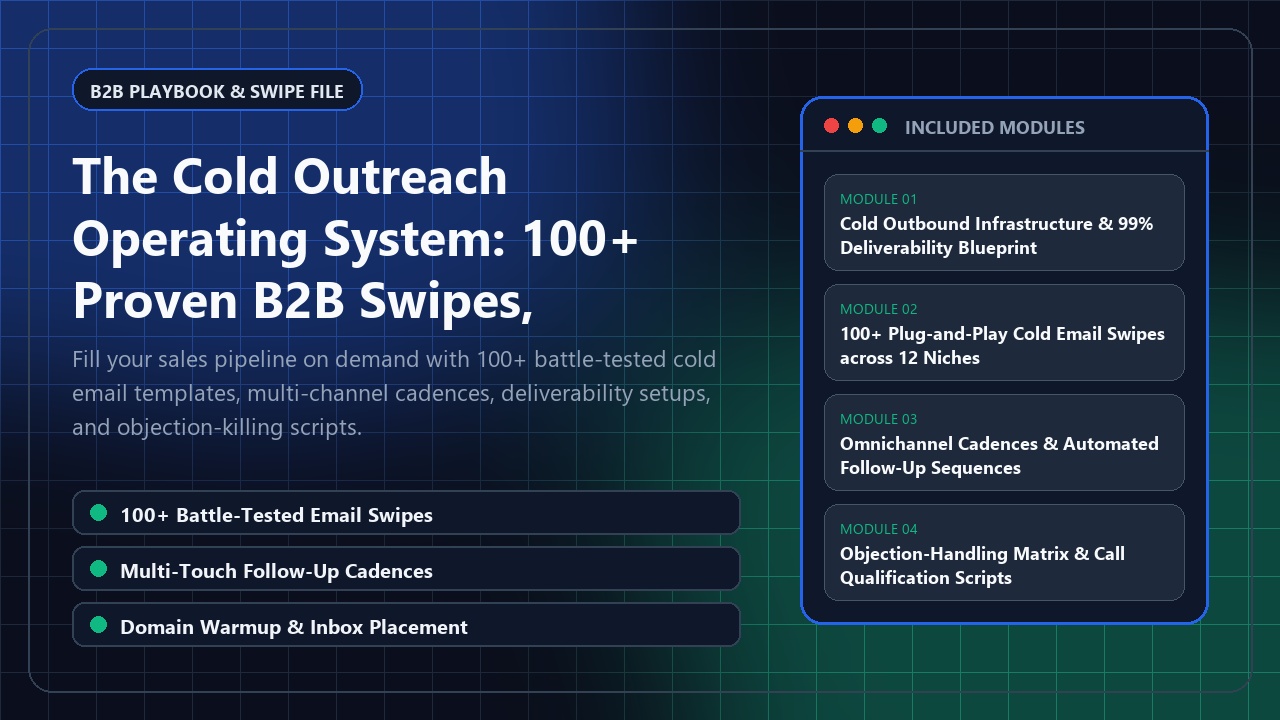 B2B PLAYBOOK & SWIPE FILE
The Cold Outreach
Operating System: 100+
Proven B2B Swipes,
Fill your sales pipeline on demand with 100+ battle-tested cold
email templates, multi-channel cadences, deliverability setups,
and objection-killing scripts.
100+ Battle-Tested Email Swipes
Multi-Touch Follow-Up Cadences
Domain Warmup & Inbox Placement
INCLUDED MODULES
MODULE 01
Cold Outbound Infrastructure & 99%
Deliverability Blueprint
MODULE 02
100+ Plug-and-Play Cold Email Swipes
across 12 Niches
MODULE 03
Omnichannel Cadences & Automated
Follow-Up Sequences
MODULE 04
Objection-Handling Matrix & Call
Qualification Scripts